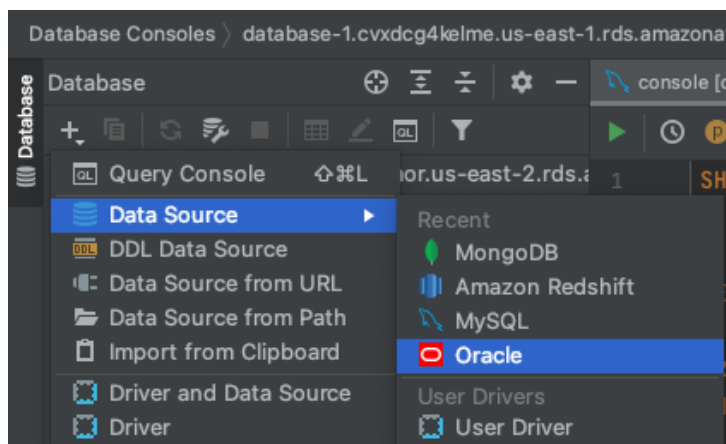 Database Consoles 〉 database-1.cvxdcg4kelme.us-east-1.rds.amazona
Database
Database
console
QL
p
QL Query Console ⇧⌘L
or.us-east-2.rds.
1 SH
Data Source
Recent
DDL DDL Data Source
MongoDB
Data Source from URL
Amazon Redshift
Data Source from Path
MySQL
Import from Clipboard
Oracle
Driver and Data Source
User Drivers
Driver
User Driver